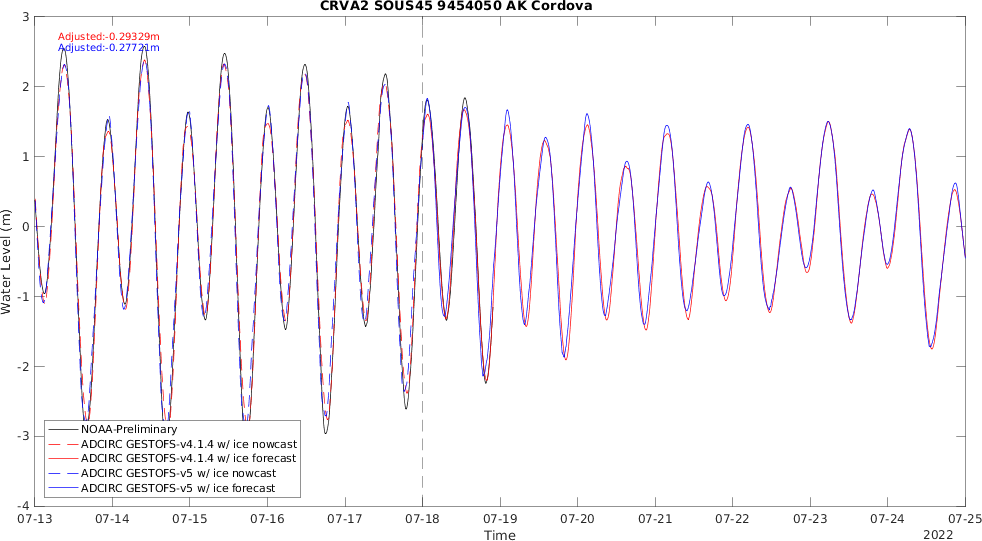 CRVA2 SOUS45 9454050 AK Cordova
Adjusted:-0.29329m
Adjusted:-0.27721m
3
2
1
0
-1
-2
-3
-4
Water Level (m)
NOAA-Preliminary
ADCIRC GESTOFS-v4.1.4 w/ ice nowcast
ADCIRC GESTOFS-v4.1.4 w/ ice forecast
ADCIRC GESTOFS-v5 w/ ice nowcast
ADCIRC GESTOFS-v5 w/ ice forecast
07-13 07-14 07-15 07-16 07-17 07-18 07-19 07-20 07-21 07-22 07-23 07-24 07-25
Time
2022